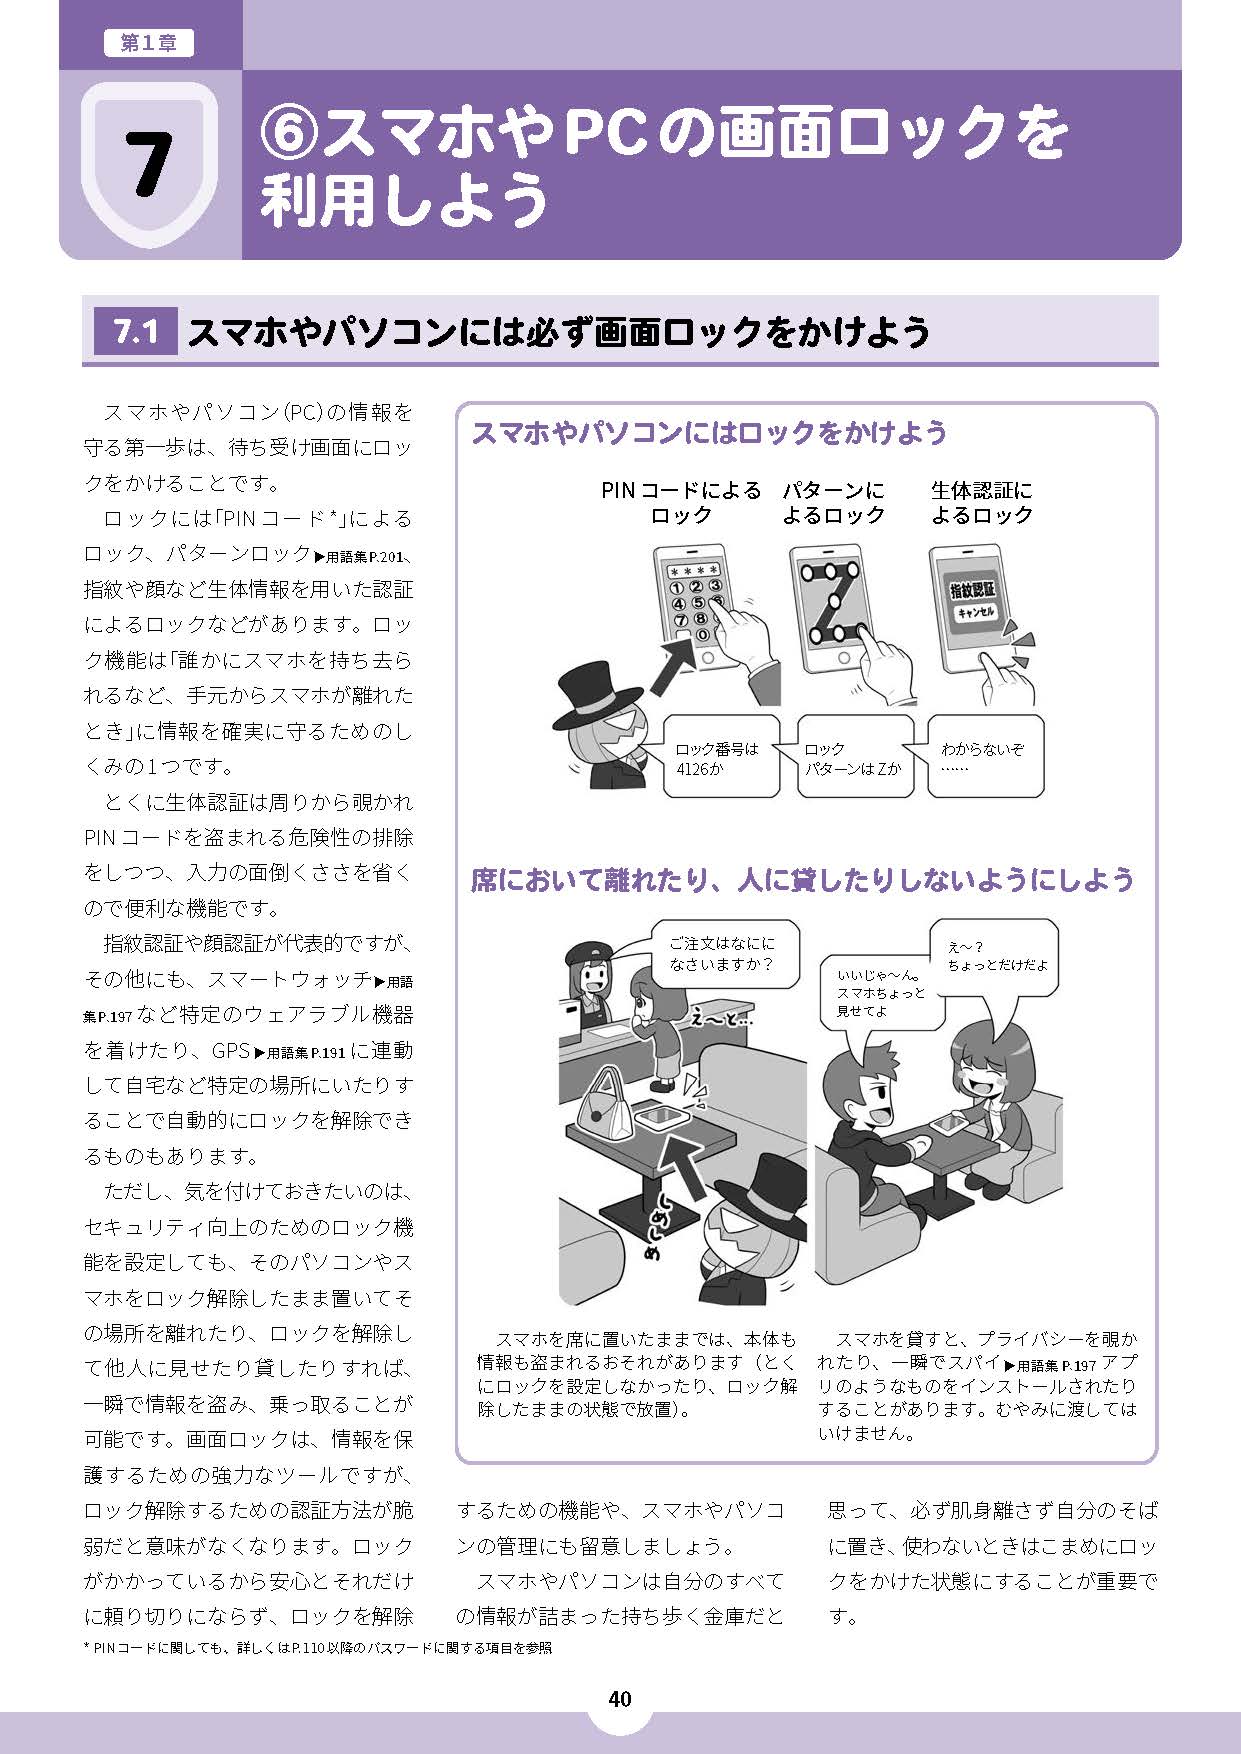 第1章
7
⑥スマホやPCの画面ロックを
利用しよう
7.1 スマホやパソコンには必ず画面ロックをかけよう
スマホやパソコン(PC)の情報を
守る第一歩は、待ち受け画面にロッ
クをかけることです。
ロックには｢PINコード*｣による
ロック、パターンロック▶用語集P.201、
指紋や顔など生体情報を用いた認証
によるロックなどがあります。ロッ
ク機能は｢誰かにスマホを持ち去ら
れるなど、手元からスマホが離れた
とき｣に情報を確実に守るためのし
くみの1つです。
とくに生体認証は周りから覗かれ
PINコードを盗まれる危険性の排除
をしつつ、入力の面倒くささを省く
ので便利な機能です。
指紋認証や顔認証が代表的ですが、
その他にも、スマートウォッチ▶用語
集P.197など特定のウェアラブル機器
を着けたり、GPS▶用語集P.191に連動
して自宅など特定の場所にいたりす
ることで自動的にロックを解除でき
るものもあります。
ただし、気を付けておきたいのは、
セキュリティ向上のためのロック機
能を設定しても、そのパソコンやス
マホをロック解除したまま置いてそ
の場所を離れたり、ロックを解除し
て他人に見せたり貸したりすれば、
一瞬で情報を盗み、乗っ取ることが
可能です。画面ロックは、情報を保
護するための強力なツールですが、
ロック解除するための認証方法が脆
弱だと意味がなくなります。ロック
がかかっているから安心とそれだけ
に頼り切りにならず、ロックを解除
スマホやパソコンにはロックをかけよう
PINコードによる
ロック
パターンに
よるロック
生体認証に
よるロック
****
①②③
④⑤⑥
⑦⑧
⓪
指紋認証
キャンセル
ロック番号は
4126か
ロック
パターンはZか
わからないぞ
……
席において離れたり、人に貸したりしないようにしよう
ご注文はなにに
なさいますか？
え〜と…
じめじめ
いいじゃ〜ん。
スマホちょっと
見せてよ
え〜？
ちょっとだけだよ
スマホを席に置いたままでは、本体も
情報も盗まれるおそれがあります（とく
にロックを設定しなかったり、ロック解
除したままの状態で放置）。
スマホを貸すと、プライバシーを覗か
れたり、一瞬でスパイ▶用語集P.197アプ
リのようなものをインストールされたり
することがあります。むやみに渡しては
いけません。
するための機能や、スマホやパソコ
ンの管理にも留意しましょう。
スマホやパソコンは自分のすべて
の情報が詰まった持ち歩く金庫だと
思って、必ず肌身離さず自分のそば
に置き、使わないときはこまめにロッ
クをかけた状態にすることが重要で
す。
* PINコードに関しても、詳しくはP.110以降のパスワードに関する項目を参照
40